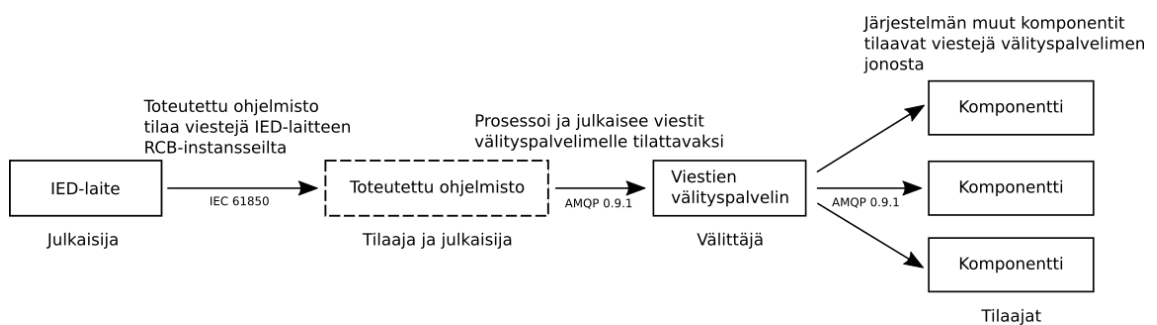 Järjestelmän muut komponentit
tilaavat viestejä välityspalvelimen
jonosta
Toteutettu ohjelmisto
tilaa viestejä IED-laitteen
RCB-instansseilta
Prosessoi ja julkaisee viestit
välityspalvelimelle tilattavaksi
IED-laite
IEC 61850
Toteutettu ohjelmisto
AMQP 0.9.1
Viestien
välityspalvelin
AMQP 0.9.1
Komponentti
Komponentti
Komponentti
Julkaisija
Tilaaja ja julkaisija
Välittäjä
Tilaajat